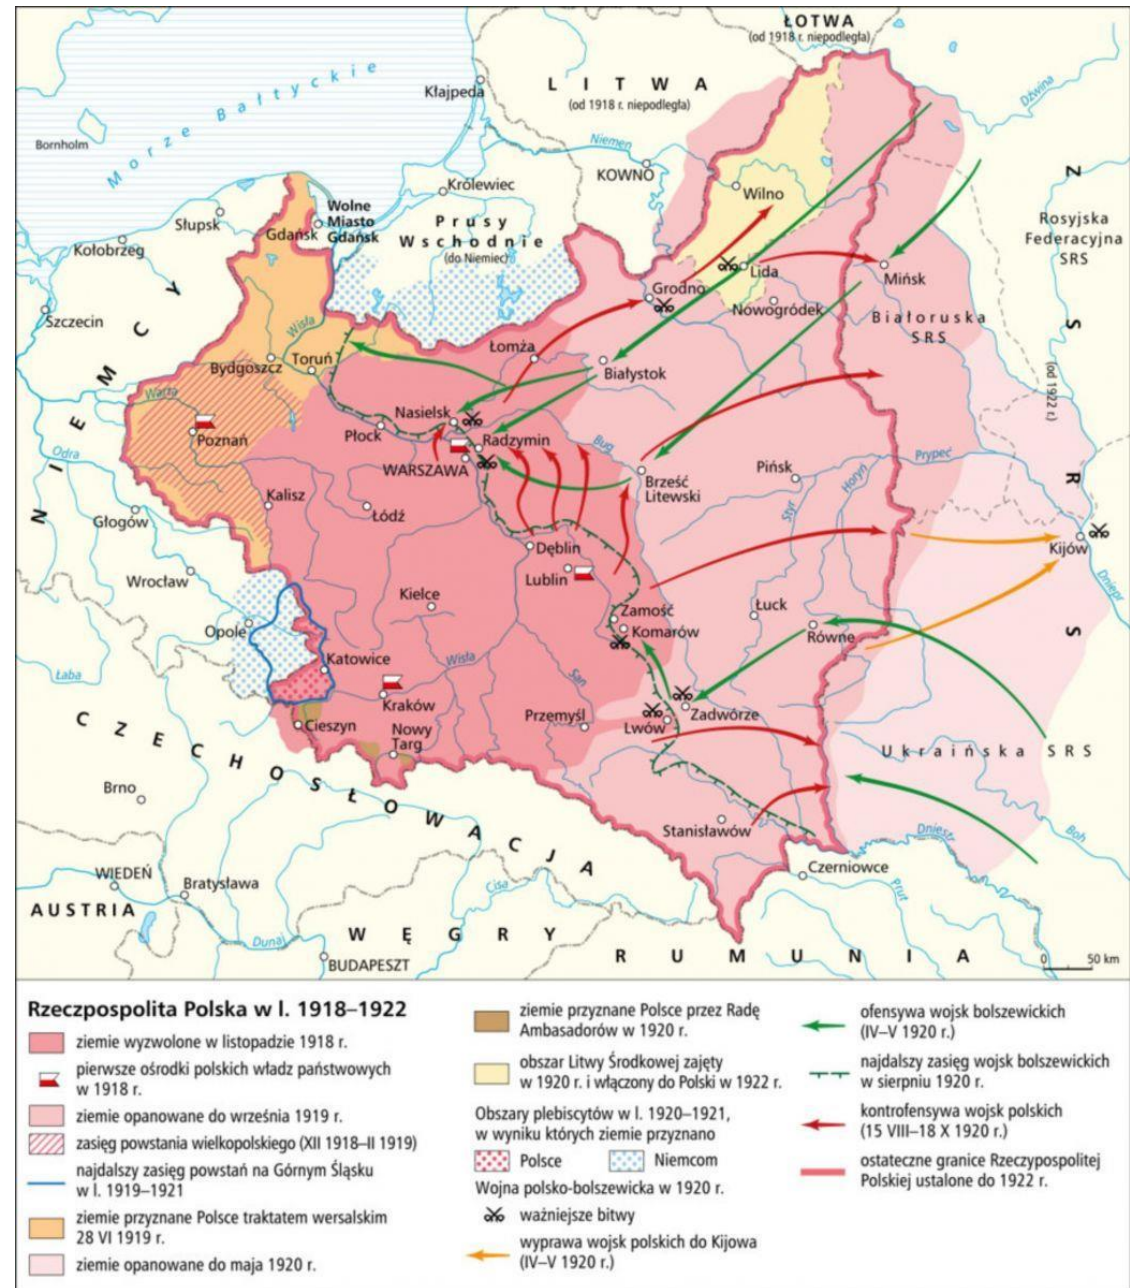 ŁOTWA
(od 1918 r. niepodległa)
LITWA
(od 1918 r. niepodległa)
Kłajpeda
Dźwina
Morze Bałtyckie
Bornholm
Niemen
KOWNO
Wilno
Królewiec
Prusy
Wschodnie
(do Niemiec)
Wolne
Miasto
Gdańsk
Gdańsk
Słupsk
Kołobrzeg
Szczecin
NIEMCY
ZSRS
(od 1922 r.)
Rosyjska
Federacyjna
SRS
Lida
Mińsk
Grodno
Nowogródek
Białoruska
SRS
Wisła
Łomża
Białystok
Bydgoszcz
Toruń
Warta
Nasielsk
Płock
Radzymin
WARSZAWA
Poznań
Bug
Brześć
Litewski
Pińsk
Horyń
Prypeć
Styr
Odra
Kalisz
Łódź
Głogów
Dęblin
Lublin
Kijów
Dniepr
Wrocław
Kielce
Zamość
Komarów
Łuck
Równe
Opole
Katowice
Wisła
San
Łaba
Kraków
Cieszyn
Nowy
Targ
Przemyśl
Lwów
Zadwórze
Ukraińska SRS
CZECHOSŁOWACJA
Brno
Stanisławów
Dniestr
Boh
Czerniowce
Prut
WIEDEŃ
Bratysława
Cisa
AUSTRIA
Dunaj
WĘGRY
BUDAPESZT
RUMUNIA
0 50 km
Rzeczpospolita Polska w l. 1918–1922
ziemie wyzwolone w listopadzie 1918 r.
pierwsze ośrodki polskich władz państwowych
w 1918 r.
ziemie opanowane do września 1919 r.
zasięg powstania wielkopolskiego (XII 1918–II 1919)
najdalszy zasięg powstań na Górnym Śląsku
w l. 1919–1921
ziemie przyznane Polsce traktatem wersalskim
28 VI 1919 r.
ziemie opanowane do maja 1920 r.
ziemie przyznane Polsce przez Radę
Ambasadorów w 1920 r.
obszar Litwy Środkowej zajęty
w 1920 r. i włączony do Polski w 1922 r.
Obszary plebiscytów w l. 1920–1921,
w wyniku których ziemie przyznano
Polsce Niemcom
Wojna polsko-bolszewicka w 1920 r.
ważniejsze bitwy
wyprawa wojsk polskich do Kijowa
(IV–V 1920 r.)
ofensywa wojsk bolszewickich
(IV–V 1920 r.)
najdalszy zasięg wojsk bolszewickich
w sierpniu 1920 r.
kontrofensywa wojsk polskich
(15 VIII–18 X 1920 r.)
ostateczne granice Rzeczypospolitej
Polskiej ustalone do 1922 r.